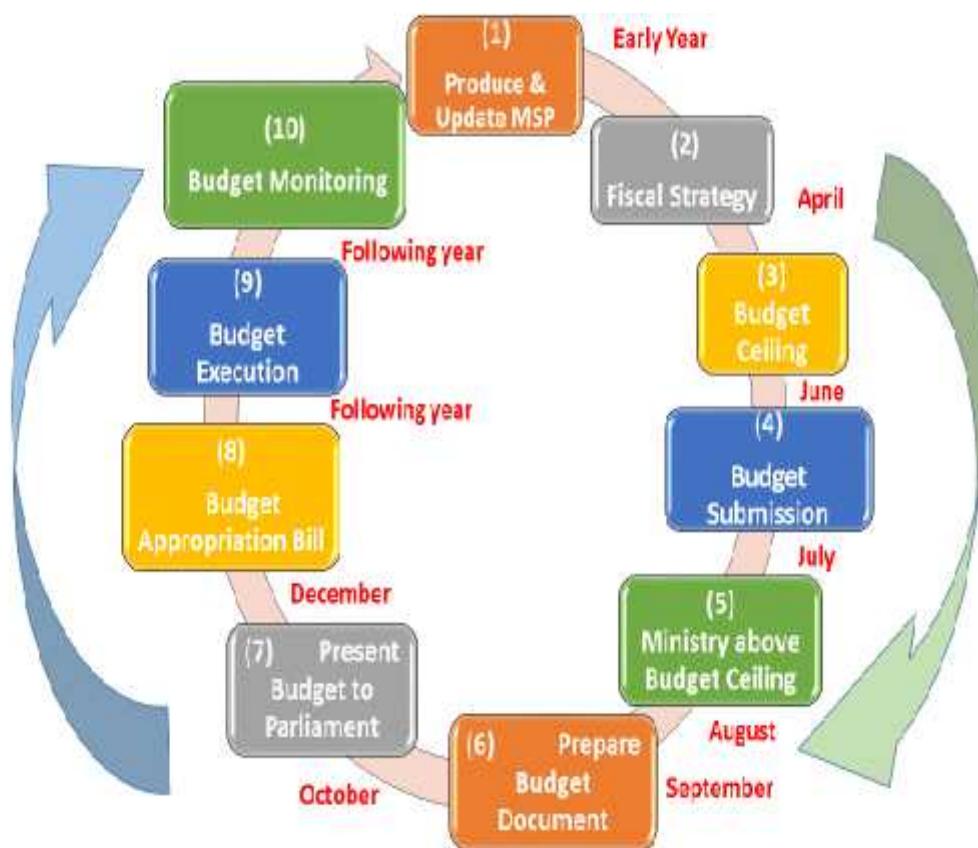 (1)
Produce &
Update MSP
Early Year
(2)
Fiscal Strategy
April
(3)
Budget
Ceiling
June
(4)
Budget
Submission
July
(5)
Ministry above
Budget Ceiling
August
(6) Prepare
Budget
Document
September
(7) Present
Budget to
Parliament
October
(8)
Budget
Appropriation Bill
December
(9)
Budget
Execution
Following year
(10)
Budget Monitoring
Following year